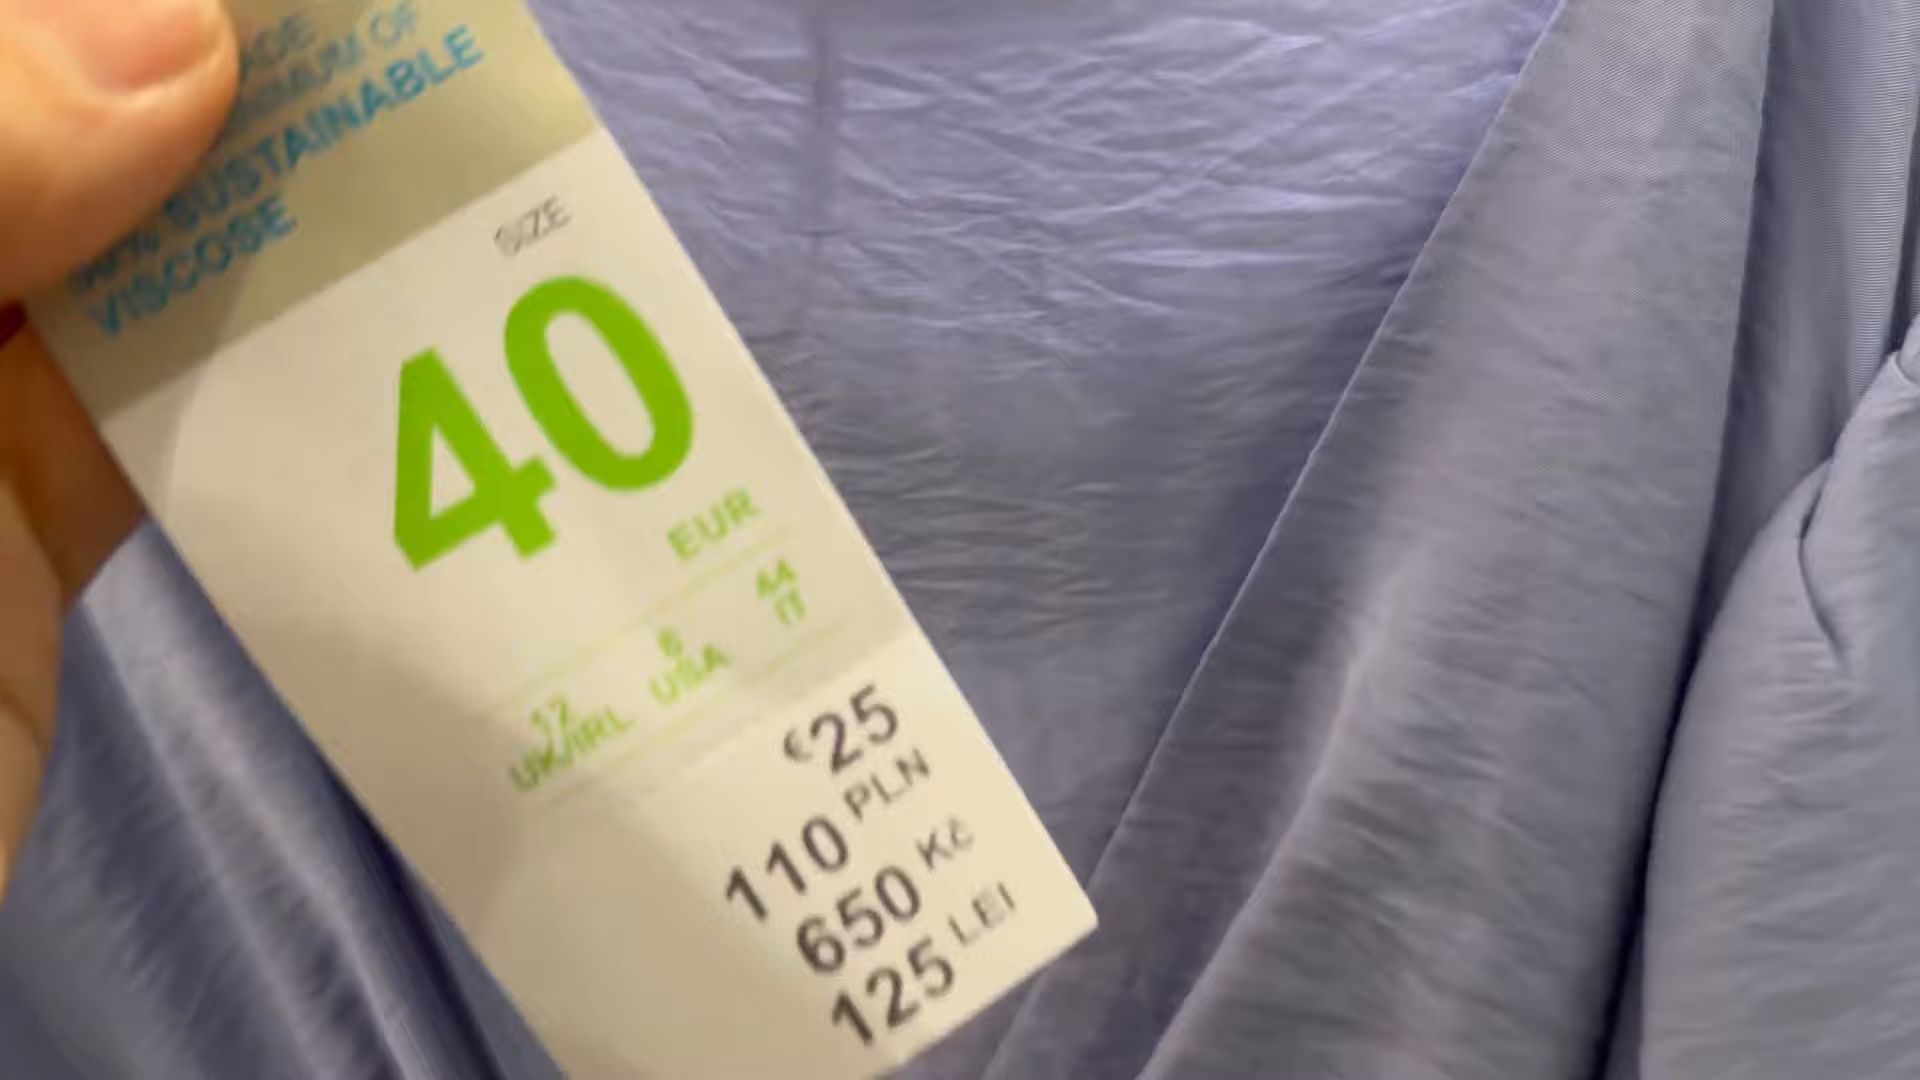 OF
SUSTAINABLE
VISCOSE
SIZE
40
EUR
44
IT
8
USA
12
UK/IRL
€25
110 PLN
650 Kč
125 LEI